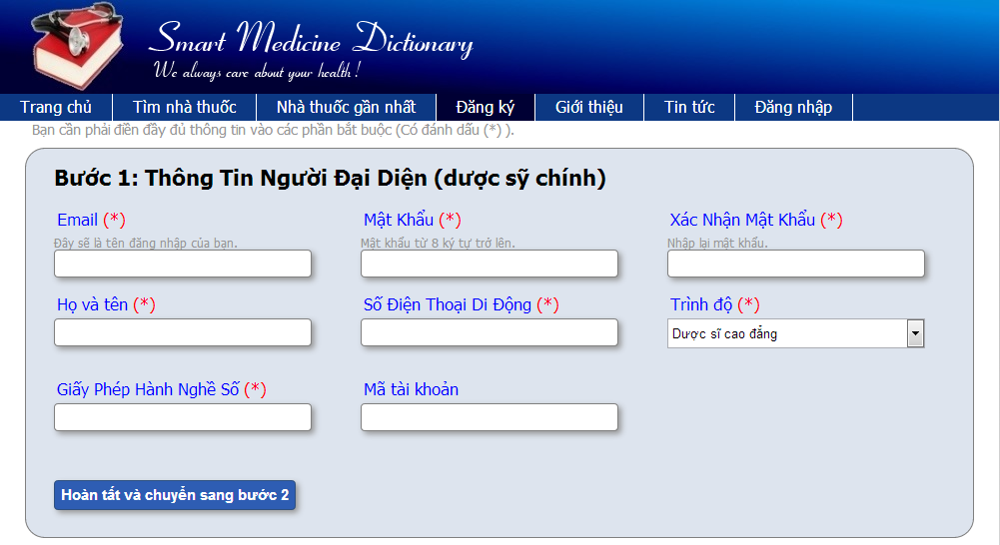 Smart Medicine Dictionary
We always care about your health !
Trang chủ Tìm nhà thuốc Nhà thuốc gần nhất Đăng ký Giới thiệu Tin tức Đăng nhập
Bạn cần phải điền đầy đủ thông tin vào các phần bắt buộc (Có đánh dấu (*) ).
Bước 1: Thông Tin Người Đại Diện (dược sỹ chính)
Email (*) Mật Khẩu (*) Xác Nhận Mật Khẩu (*)
Đây sẽ là tên đăng nhập của bạn. Mật khẩu từ 8 ký tự trở lên. Nhập lại mật khẩu.
Họ và tên (*) Số Điện Thoại Di Động (*) Trình độ (*)
Dược sĩ cao đẳng
Giấy Phép Hành Nghề Số (*) Mã tài khoản
Hoàn tất và chuyển sang bước 2